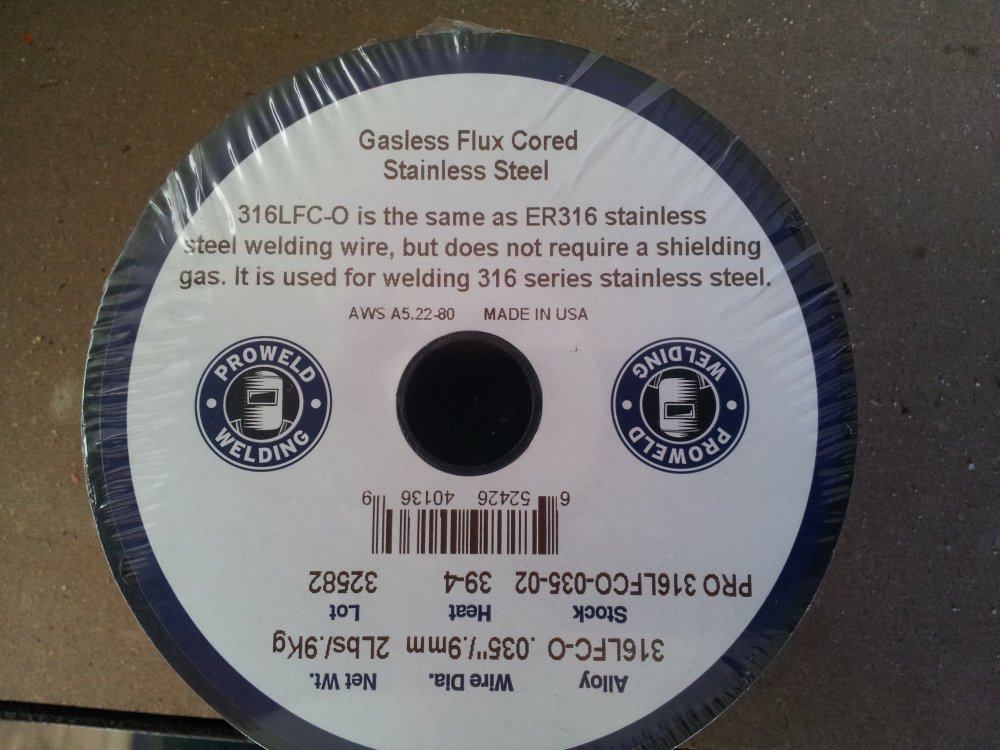 Gasless Flux Cored
Stainless Steel
316LFC-O is the same as ER316 stainless
steel welding wire, but does not require a shielding
gas. It is used for welding 316 series stainless steel.
AWS A5.22-80 MADE IN USA
PROWELD
WELDING
PROWELD
WELDING
Alloy Wire Dia. Net Wt.
316LFC-O .035"/.9mm 2Lbs/.9Kg
Stock Heat Lot
PRO 316LFCO-035-02 39-4 32582
6 52426 40136 9